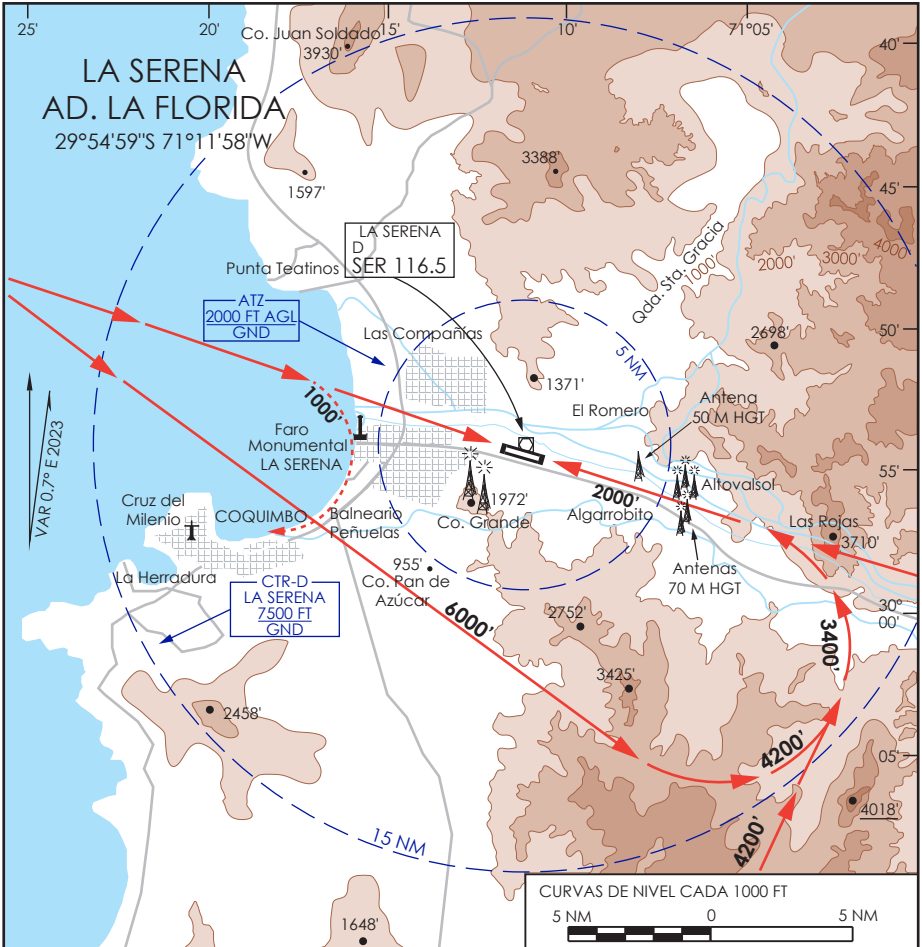 25'
20'
15'
10'
71°05'
40'
45'
50'
55'
30°
00'
05'
LA SERENA
AD. LA FLORIDA
29°54'59"S 71°11'58"W
Co. Juan Soldado
3930'
1597'
3388'
LA SERENA
D
SER 116.5
Punta Teatinos
ATZ
2000 FT AGL
GND
Las Compañías
Qda. Sta. Gracia
1000'
2000'
3000'
4000'
2698'
5 NM
1371'
El Romero
Antena
50 M HGT
1000'
Faro
Monumental
LA SERENA
VAR 0.7° E 2023
Cruz del
Milenio
COQUIMBO
Balneario
Peñuelas
1972'
Co. Grande
2000'
Algarrobito
Altovalsol
Las Rojas
3710'
Antenas
70 M HGT
La Herradura
955'
Co. Pan de
Azúcar
CTR-D
LA SERENA
7500 FT
GND
6000'
2752'
3425'
3400'
2458'
4200'
4200'
4018'
15 NM
1648'
CURVAS DE NIVEL CADA 1000 FT
5 NM 0 5 NM